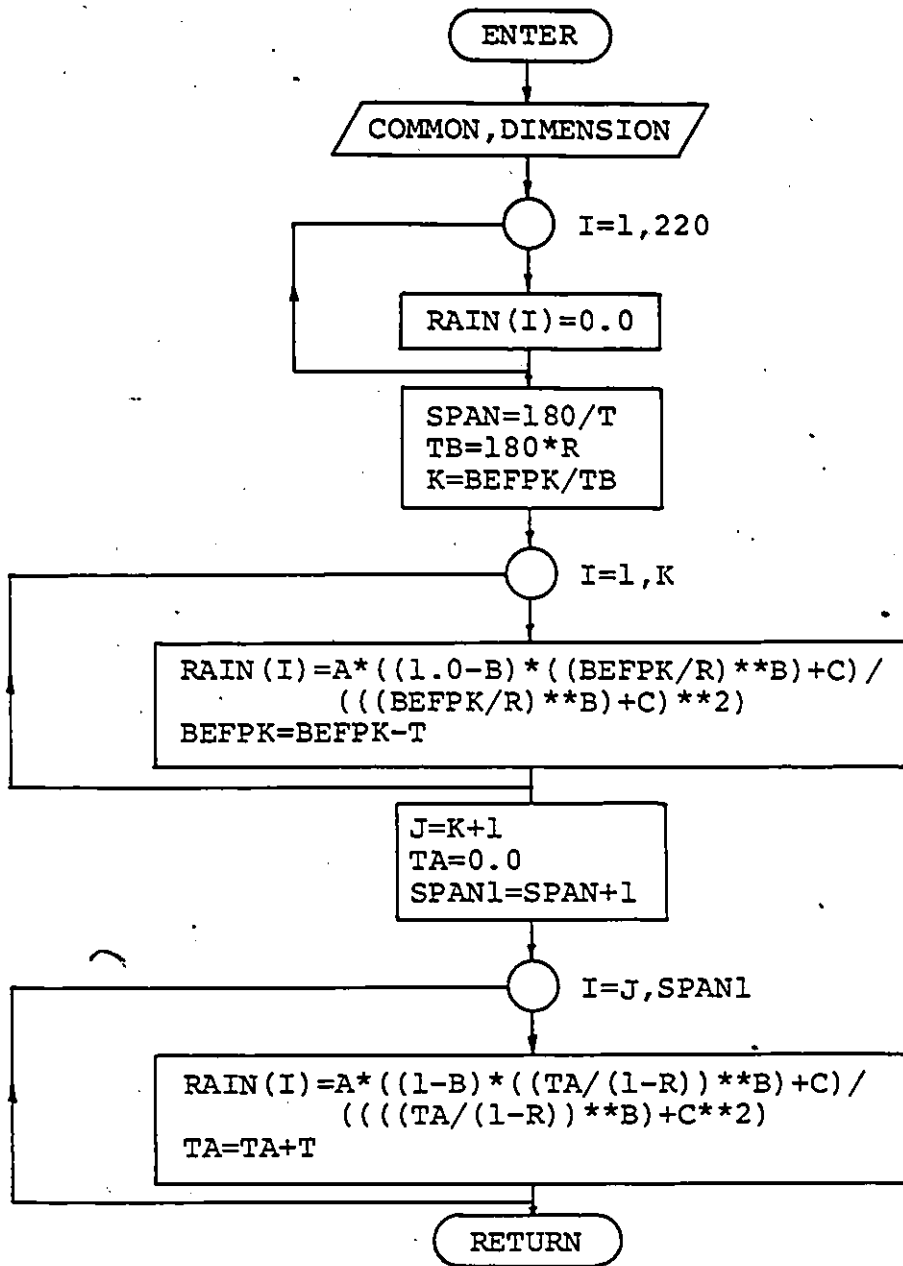 ENTER
COMMON,DIMENSION
I=1,220
RAIN(I)=0.0
SPAN=180/T
TB=180*R
K=BEFPK/TB
I=1,K
RAIN(I)=A*((1.0-B)*((BEFPK/R)**B)+C)/
(((BEFPK/R)**B)+C)**2)
BEFPK=BEFPK-T
J=K+1
TA=0.0
SPAN1=SPAN+1
I=J,SPAN1
RAIN(I)=A*((1-B)*((TA/(1-R))**B)+C)/
((((TA/(1-R))**B)+C**2)
TA=TA+T
RETURN